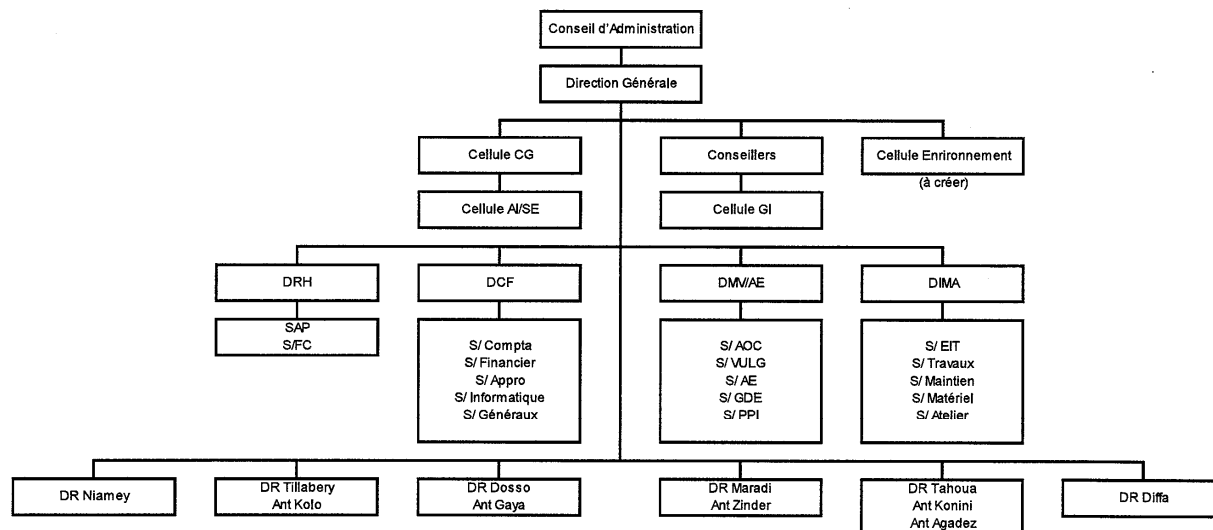 Conseil d'Administration
Direction Générale
Cellule CG
Conseillers
Cellule Enrironnement
(à créer)
Cellule AI/SE
Cellule GI
DRH
DCF
DMV/AE
DIMA
SAP
S/FC
S/ Compta
S/ Financier
S/ Appro
S/ Informatique
S/ Généraux
S/ AOC
S/ VULG
S/ AE
S/ GDE
S/ PPI
S/ EIT
S/ Travaux
S/ Maintien
S/ Matériel
S/ Atelier
DR Niamey
DR Tillabery
Ant Kolo
DR Dosso
Ant Gaya
DR Maradi
Ant Zinder
DR Tahoua
Ant Konini
Ant Agadez
DR Diffa